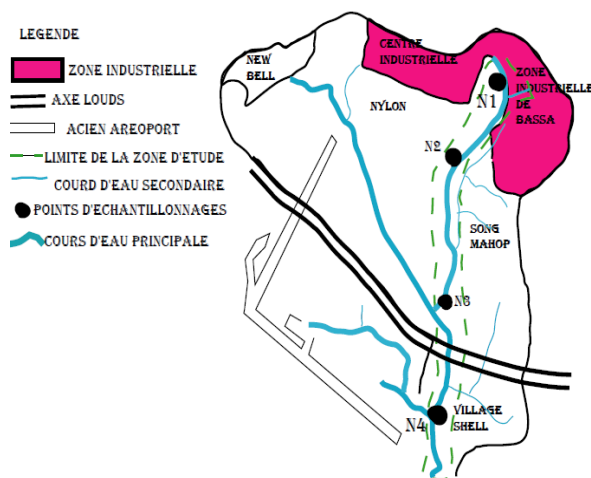 LEGENDE
ZONE INDUSTRIELLE
AXE LOUDS
ACIEN AREOPORT
LIMITE DE LA ZONE D'ETUDE
COURD D'EAU SECONDAIRE
POINTS D'ECHANTILLONNAGES
COURS D'EAU PRINCIPALE
NEW
BELL
CENTRE
INDUSTRIELLE
NYLON
ZONE
INDUSTRIELLE
DE
BASSA
N1
N2
SONG
MAHOP
N3
N4
VILLAGE
SHELL